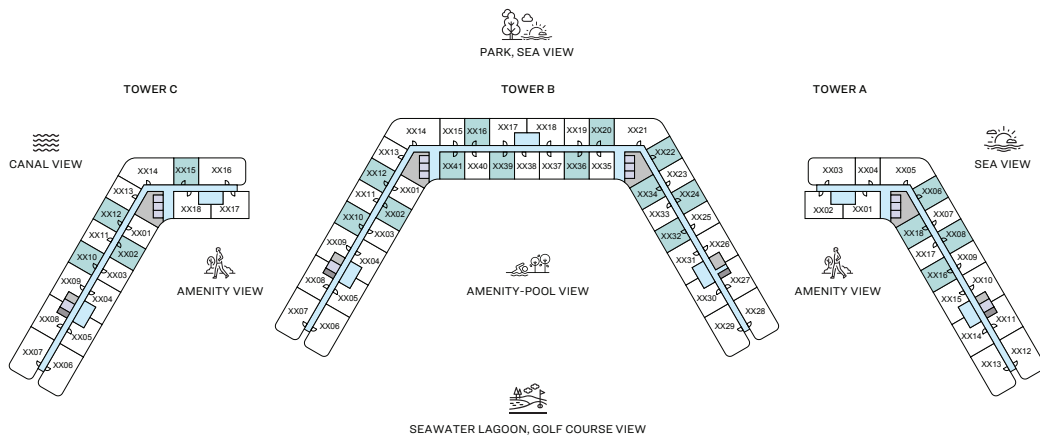 PARK, SEA VIEW
TOWER C
TOWER B
TOWER A
CANAL VIEW
SEA VIEW
XX14
XX15
XX16
XX13
XX12
XX11
XX10
XX09
XX08
XX07
XX06
XX05
XX04
XX03
XX02
XX01
XX18
XX17
AMENITY VIEW
XX14
XX15
XX16
XX17
XX18
XX19
XX20
XX21
XX13
XX12
XX11
XX10
XX09
XX08
XX07
XX06
XX05
XX04
XX03
XX02
XX01
XX41
XX40
XX39
XX38
XX37
XX36
XX35
XX22
XX23
XX24
XX25
XX26
XX27
XX28
XX29
XX30
XX31
XX32
XX33
XX34
AMENITY-POOL VIEW
XX03
XX04
XX05
XX02
XX01
XX06
XX07
XX08
XX09
XX10
XX11
XX12
XX13
XX14
XX15
XX16
XX17
XX18
AMENITY VIEW
SEAWATER LAGOON, GOLF COURSE VIEW